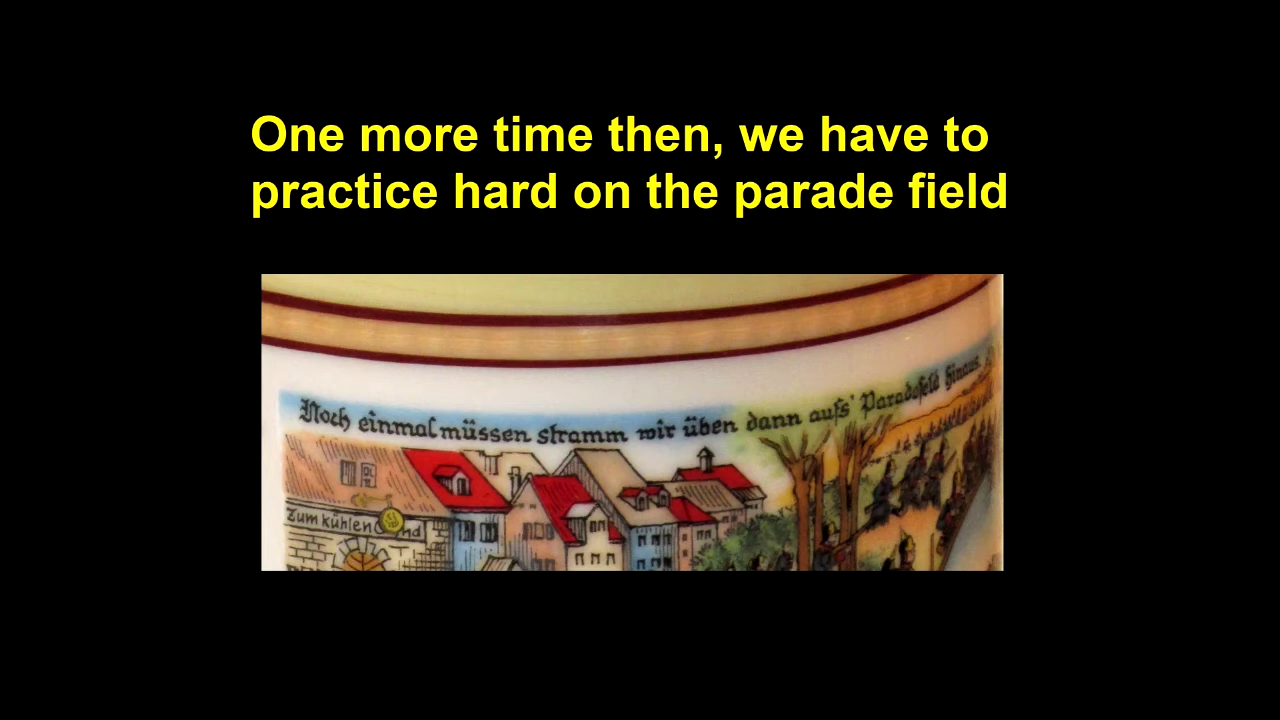 One more time then, we have to
practice hard on the parade field
Noch einmal müssen stramm wir üben dann aufs' Paradefeld hinaus.
Zum kühlen nd